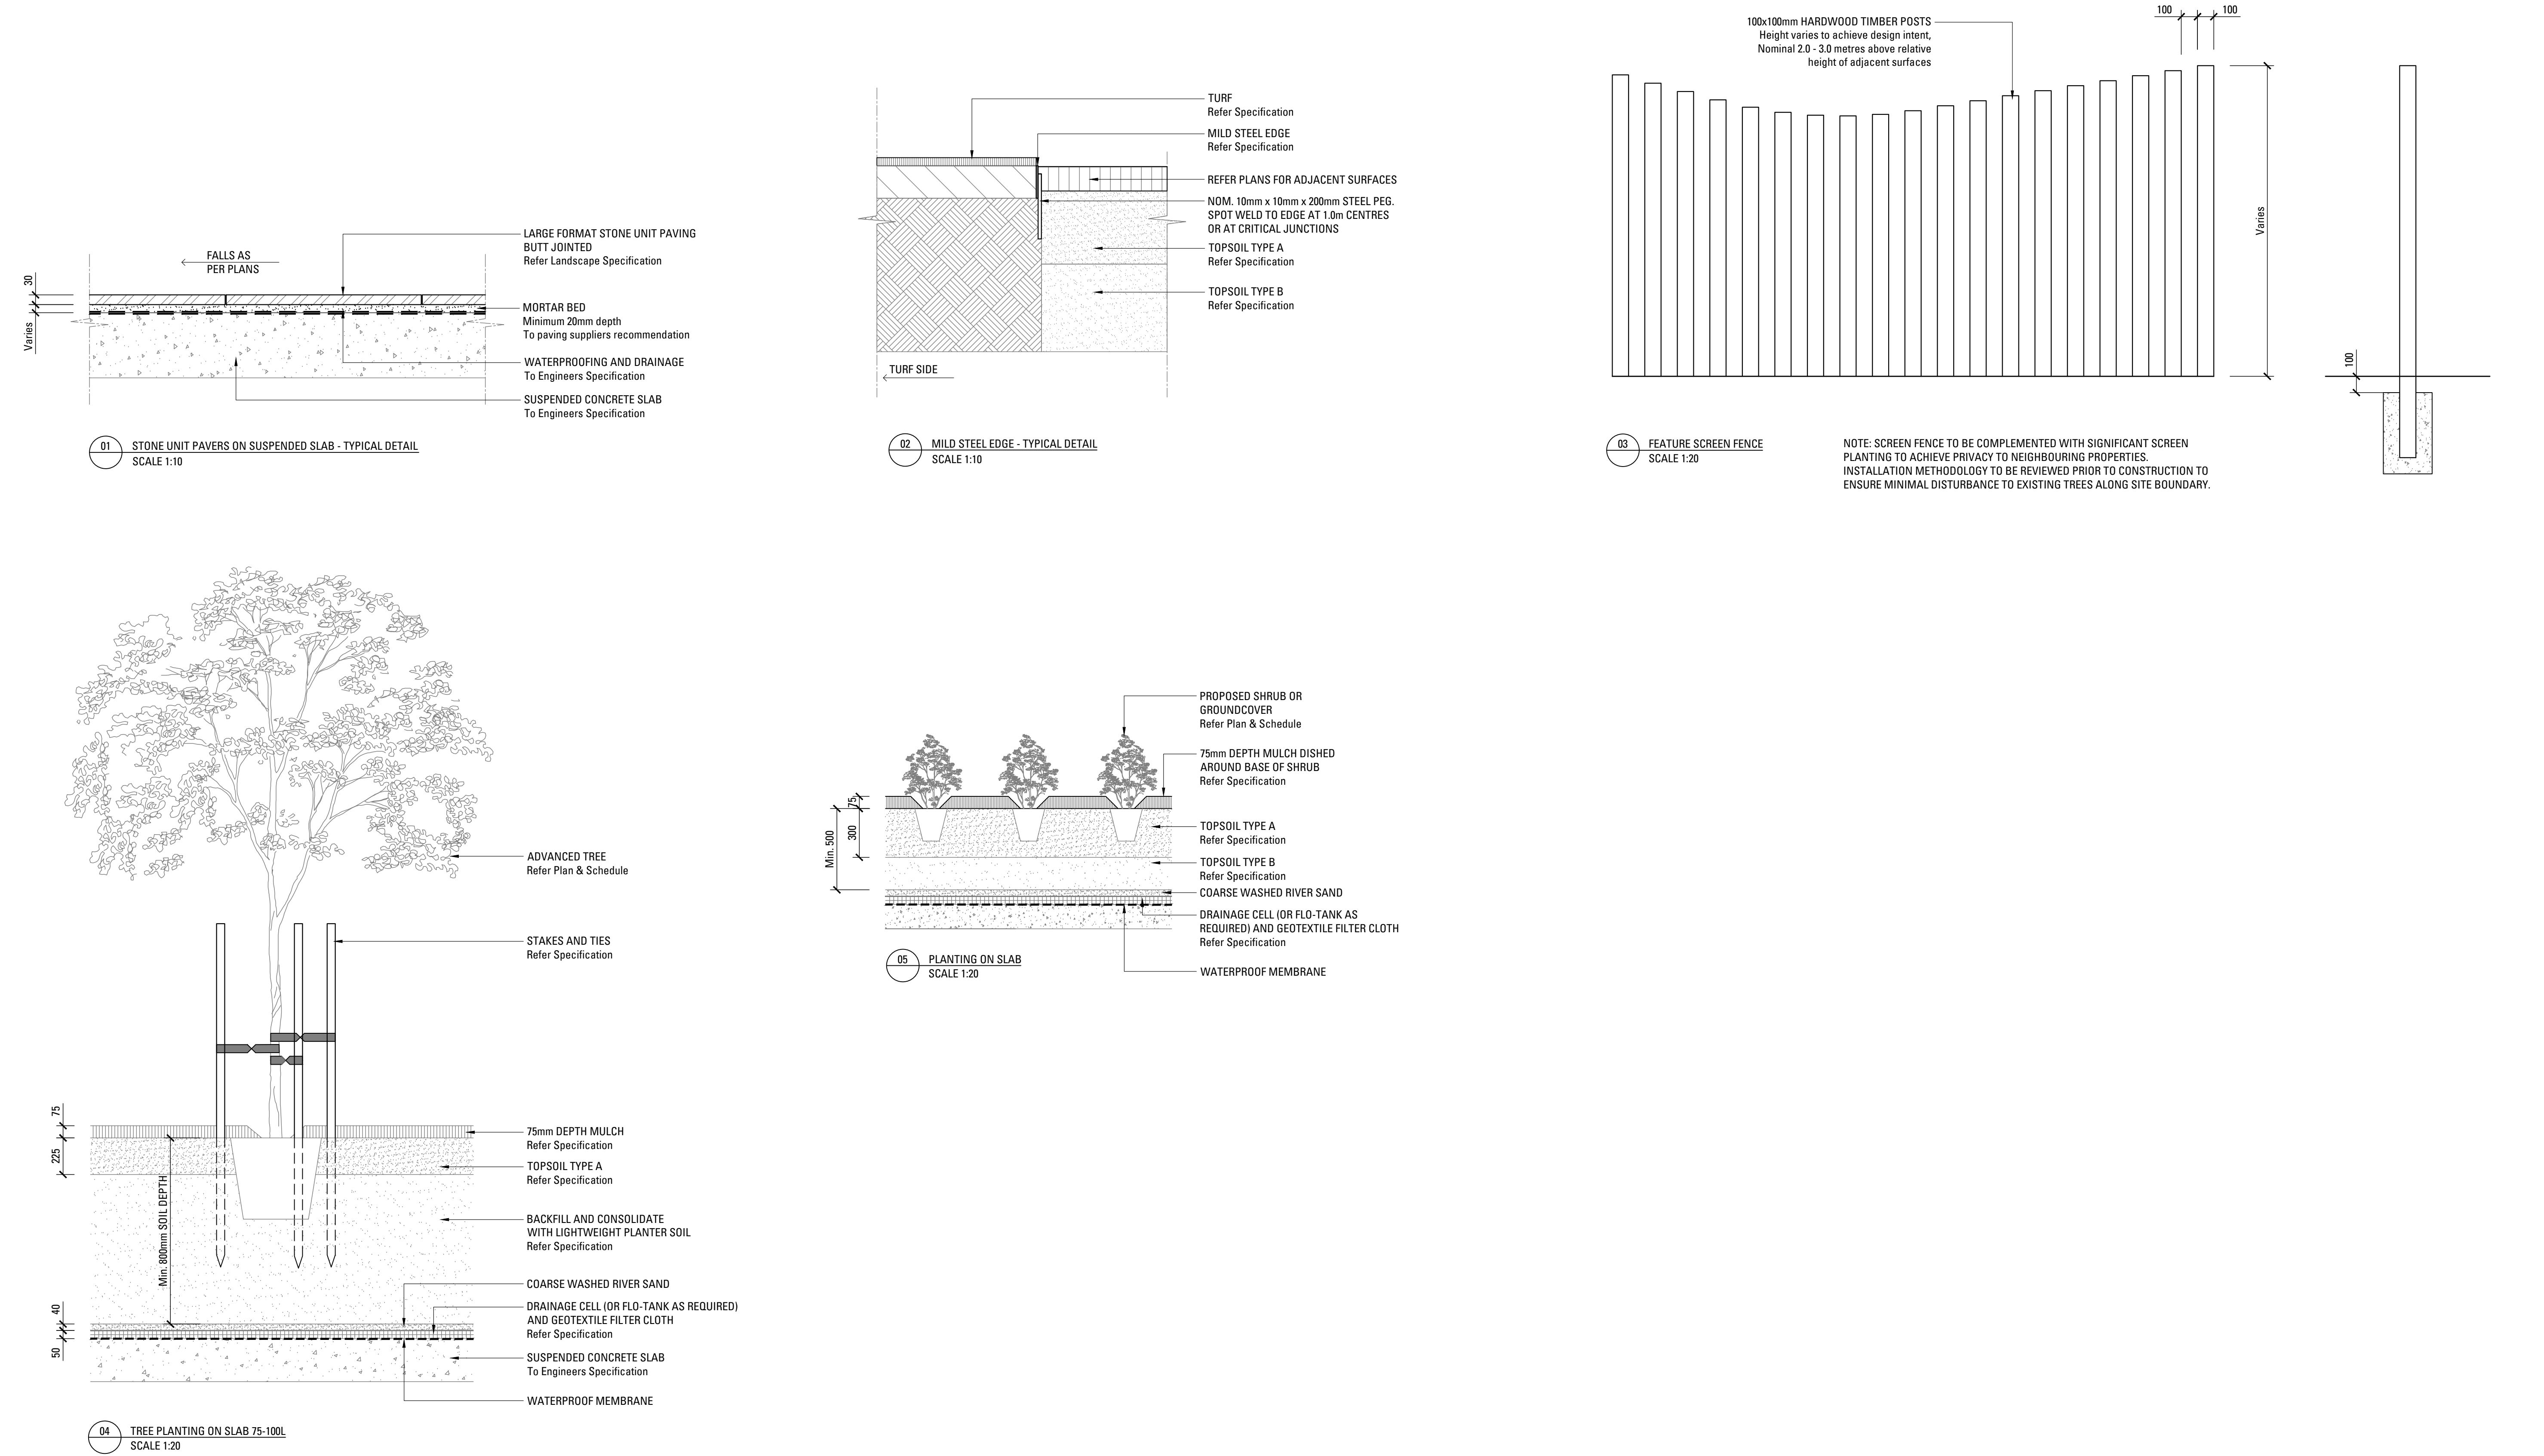 FALLS AS
PER PLANS
30
Varies
LARGE FORMAT STONE UNIT PAVING
BUTT JOINTED
Refer Landscape Specification
MORTAR BED
Minimum 20mm depth
To paving suppliers recommendation
WATERPROOFING AND DRAINAGE
To Engineers Specification
SUSPENDED CONCRETE SLAB
To Engineers Specification
01
STONE UNIT PAVERS ON SUSPENDED SLAB - TYPICAL DETAIL
SCALE 1:10
TURF
Refer Specification
MILD STEEL EDGE
Refer Specification
REFER PLANS FOR ADJACENT SURFACES
NOM. 10mm x 10mm x 200mm STEEL PEG.
SPOT WELD TO EDGE AT 1.0m CENTRES
OR AT CRITICAL JUNCTIONS
TOPSOIL TYPE A
Refer Specification
TOPSOIL TYPE B
Refer Specification
TURF SIDE
02
MILD STEEL EDGE - TYPICAL DETAIL
SCALE 1:10
100x100mm HARDWOOD TIMBER POSTS
Height varies to achieve design intent,
Nominal 2.0 - 3.0 metres above relative
height of adjacent surfaces
100
100
Varies
100
03
FEATURE SCREEN FENCE
SCALE 1:20
NOTE: SCREEN FENCE TO BE COMPLEMENTED WITH SIGNIFICANT SCREEN
PLANTING TO ACHIEVE PRIVACY TO NEIGHBOURING PROPERTIES.
INSTALLATION METHODOLOGY TO BE REVIEWED PRIOR TO CONSTRUCTION TO
ENSURE MINIMAL DISTURBANCE TO EXISTING TREES ALONG SITE BOUNDARY.
ADVANCED TREE
Refer Plan & Schedule
STAKES AND TIES
Refer Specification
75
225
Min. 800mm SOIL DEPTH
40
50
75mm DEPTH MULCH
Refer Specification
TOPSOIL TYPE A
Refer Specification
BACKFILL AND CONSOLIDATE
WITH LIGHTWEIGHT PLANTER SOIL
Refer Specification
COARSE WASHED RIVER SAND
DRAINAGE CELL (OR FLO-TANK AS REQUIRED)
AND GEOTEXTILE FILTER CLOTH
Refer Specification
SUSPENDED CONCRETE SLAB
To Engineers Specification
WATERPROOF MEMBRANE
04
TREE PLANTING ON SLAB 75-100L
SCALE 1:20
PROPOSED SHRUB OR
GROUNDCOVER
Refer Plan & Schedule
75mm DEPTH MULCH DISHED
AROUND BASE OF SHRUB
Refer Specification
75
300
Min. 500
TOPSOIL TYPE A
Refer Specification
TOPSOIL TYPE B
Refer Specification
COARSE WASHED RIVER SAND
DRAINAGE CELL (OR FLO-TANK AS
REQUIRED) AND GEOTEXTILE FILTER CLOTH
Refer Specification
WATERPROOF MEMBRANE
05
PLANTING ON SLAB
SCALE 1:20